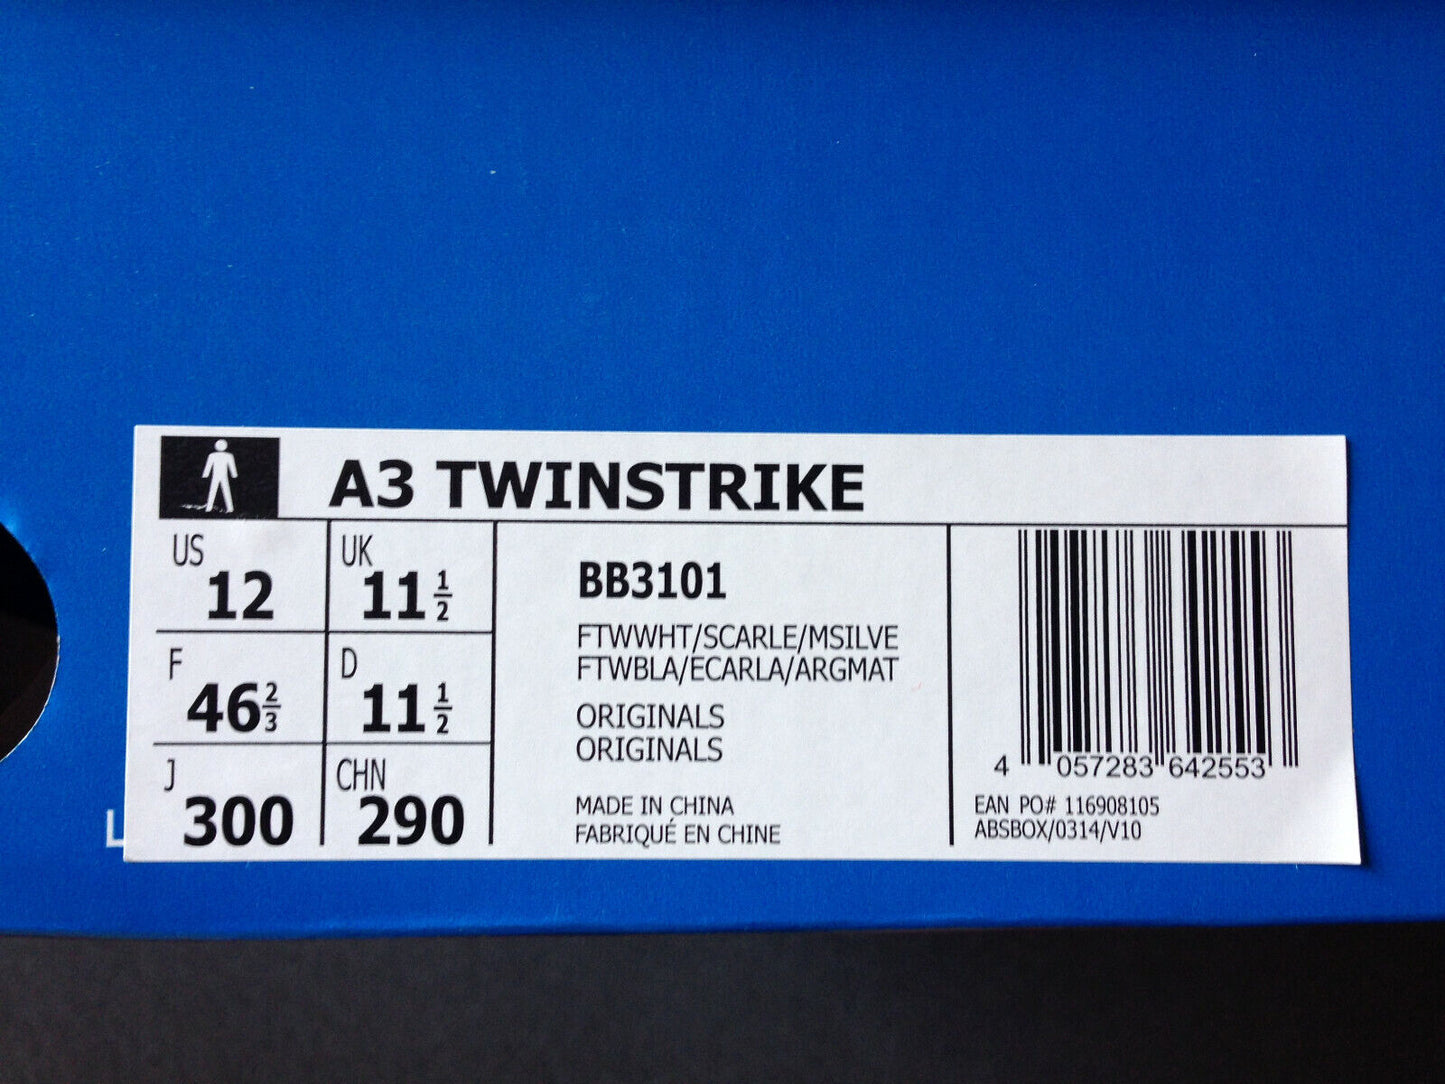 A3 TWINSTRIKE
US 12
UK 11 1/2
F 46 2/3
D 11 1/2
J 300
CHN 290
BB3101
FTWWHT/SCARLE/MSILVE
FTWBLA/ECARLA/ARGMAT
ORIGINALS
ORIGINALS
MADE IN CHINA
FABRIQUÉ EN CHINE
4 057283 642553
EAN PO# 116908105
ABSBOX/0314/V10
L